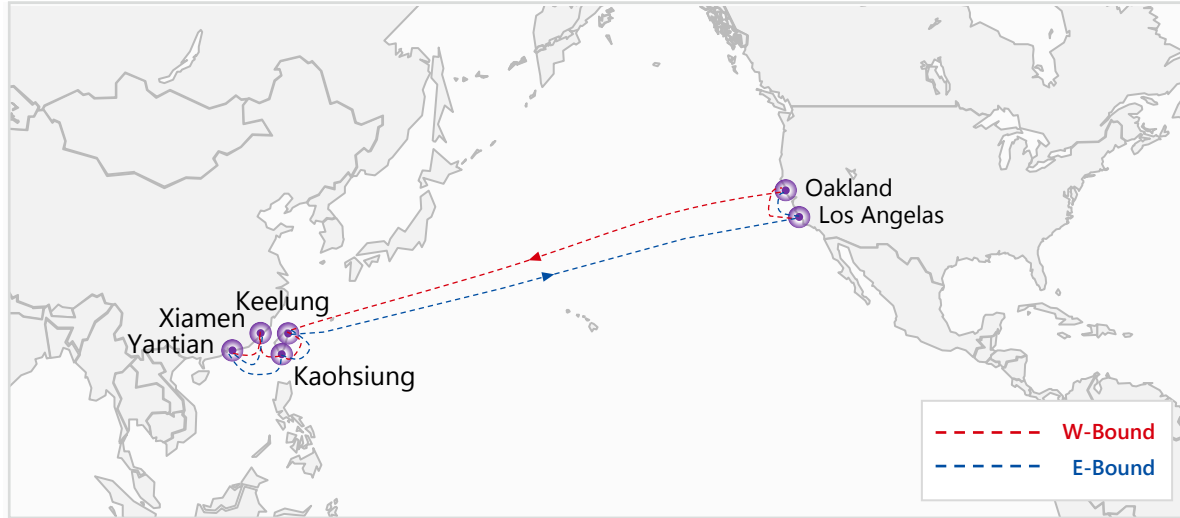 Oakland
Los Angelas
Keelung
Xiamen
Yantian
Kaohsiung
W-Bound
E-Bound